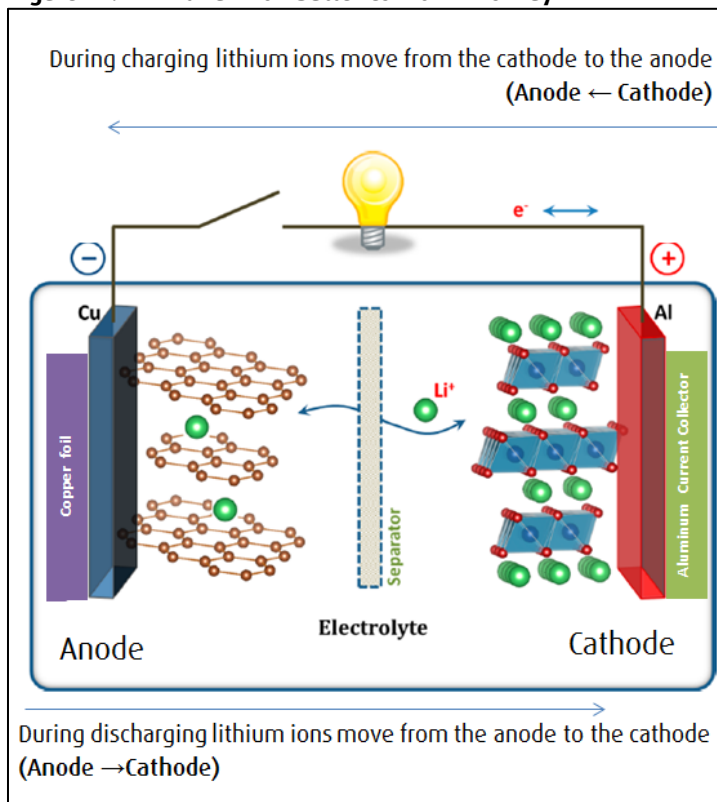 During charging lithium ions move from the cathode to the anode
(Anode ← Cathode)
e⁻
−
+
Cu
Al
Li⁺
Copper foil
Separator
Aluminum Current Collector
Electrolyte
Anode
Cathode
During discharging lithium ions move from the anode to the cathode
(Anode →Cathode)